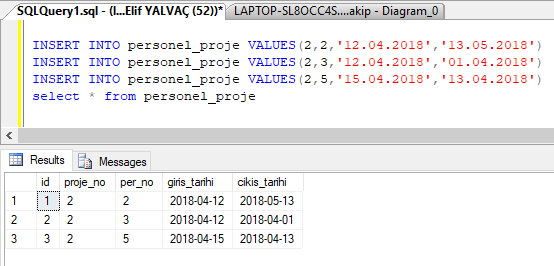 SQLQuery1.sql - (l...Elif YALVAÇ (52))* LAPTOP-SL8OCC4S....akip - Diagram_0
INSERT INTO personel_proje VALUES(2,2,'12.04.2018','13.05.2018')
INSERT INTO personel_proje VALUES(2,3,'12.04.2018','01.04.2018')
INSERT INTO personel_proje VALUES(2,5,'15.04.2018','13.04.2018')
select * from personel_proje
Results Messages
id proje_no per_no giris_tarihi cikis_tarihi
1 1 2 2 2018-04-12 2018-05-13
2 2 2 3 2018-04-12 2018-04-01
3 3 2 5 2018-04-15 2018-04-13